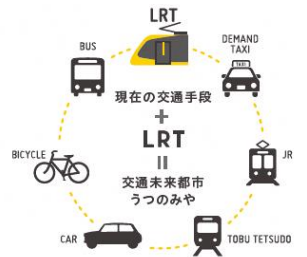 LRT
BUS
DEMAND
TAXI
TAXI
現在の交通手段
+
LRT
=
交通未来都市
うつのみや
BICYCLE
JR
CAR
TOBU TETSUDO